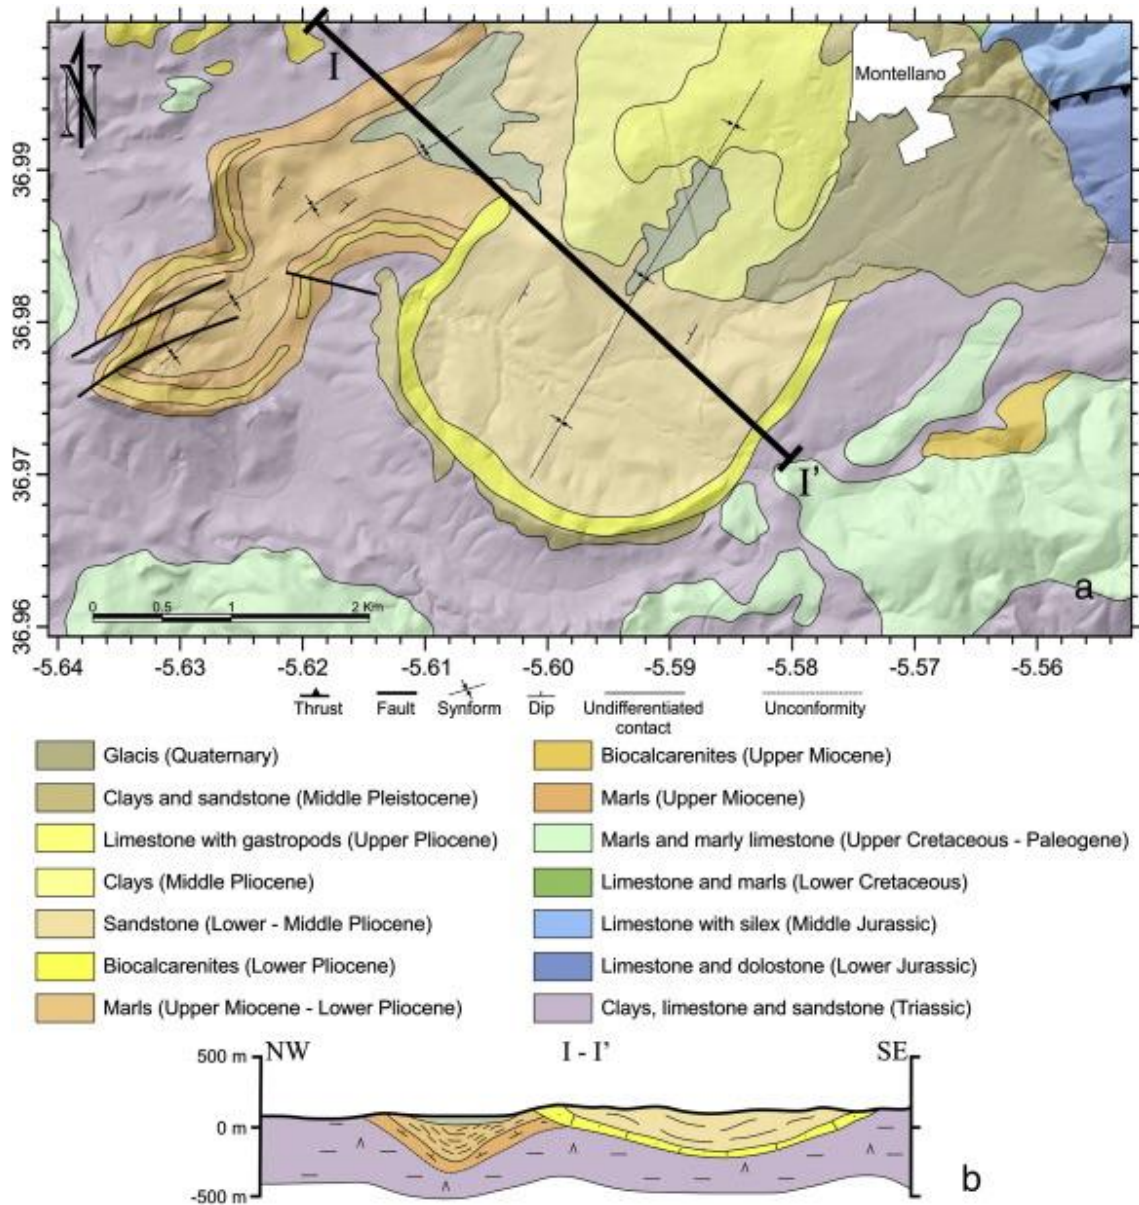 N
I
Montellano
I'
a
36.99
36.98
36.97
36.96
0 0.5 1 2 Km
-5.64 -5.63 -5.62 -5.61 -5.60 -5.59 -5.58 -5.57 -5.56
Thrust Fault Synform Dip Undifferentiated contact Unconformity
Glacis (Quaternary)
Clays and sandstone (Middle Pleistocene)
Limestone with gastropods (Upper Pliocene)
Clays (Middle Pliocene)
Sandstone (Lower - Middle Pliocene)
Biocalcarenites (Lower Pliocene)
Marls (Upper Miocene - Lower Pliocene)
Biocalcarenites (Upper Miocene)
Marls (Upper Miocene)
Marls and marly limestone (Upper Cretaceous - Paleogene)
Limestone and marls (Lower Cretaceous)
Limestone with silex (Middle Jurassic)
Limestone and dolostone (Lower Jurassic)
Clays, limestone and sandstone (Triassic)
500 m NW I - I' SE
0 m
-500 m
b